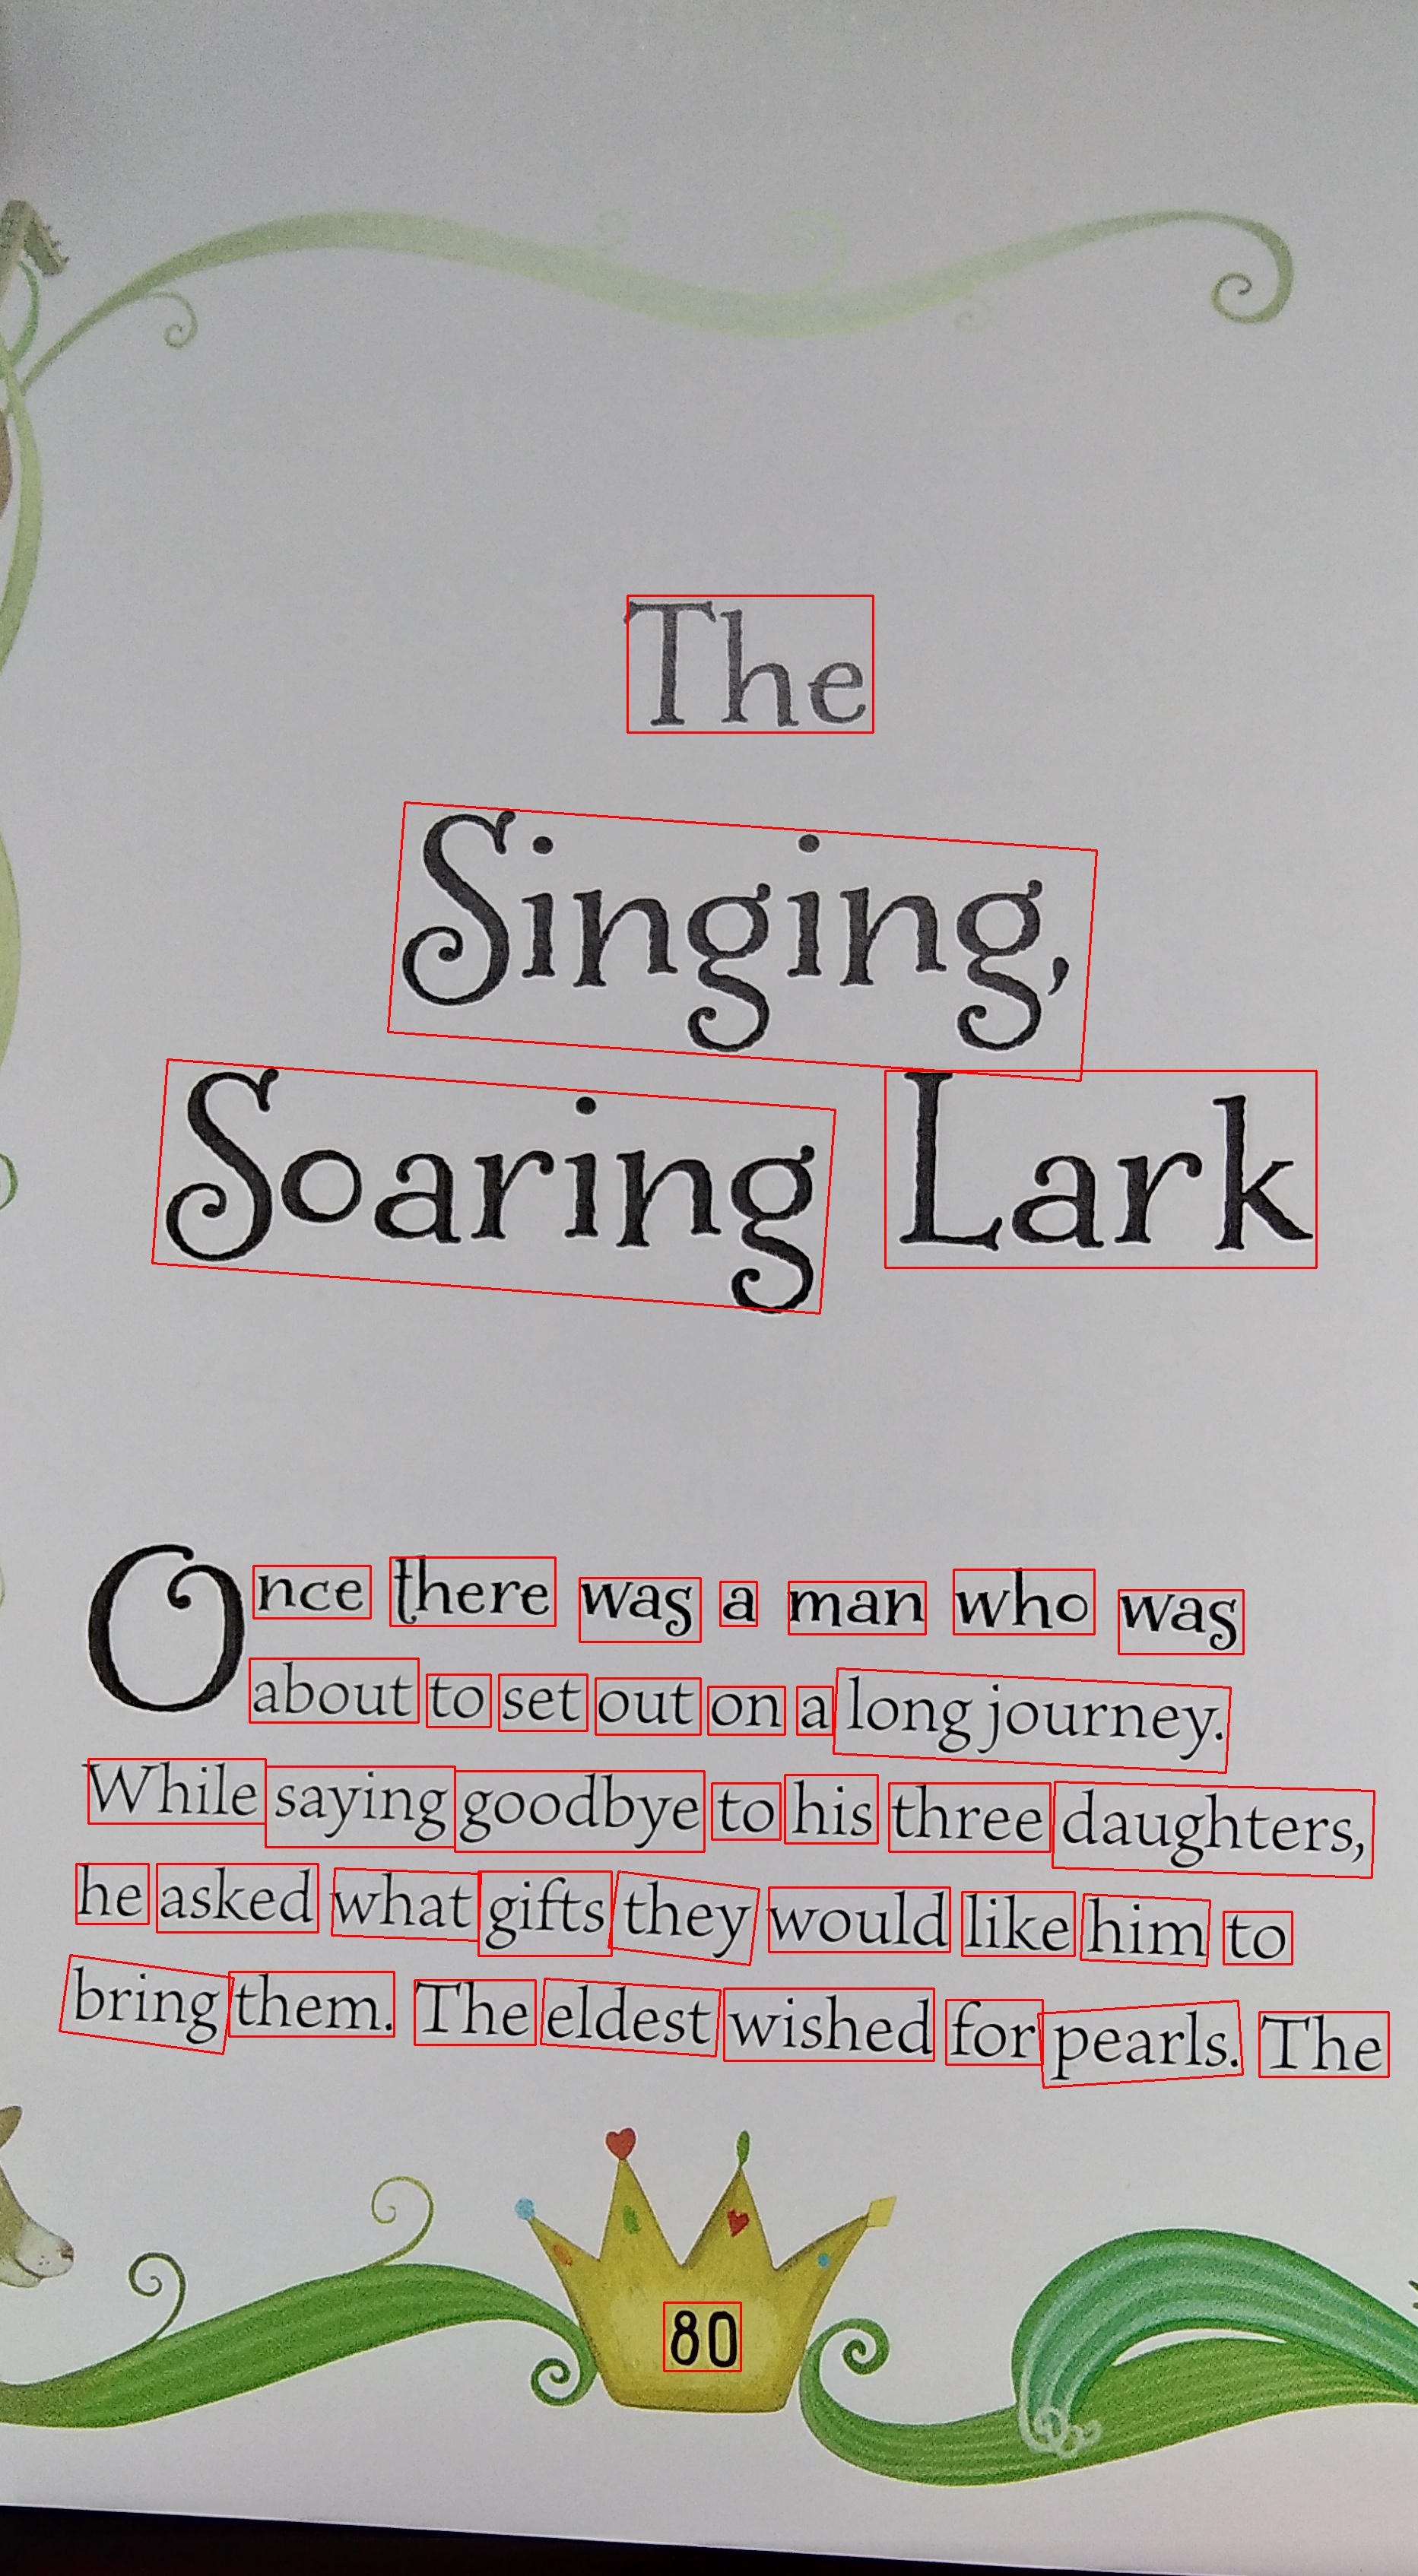 The
Singing,
Soaring Lark
Once there was a man who was
about to set out on a long journey.
While saying goodbye to his three daughters,
he asked what gifts they would like him to
bring them. The eldest wished for pearls. The
80